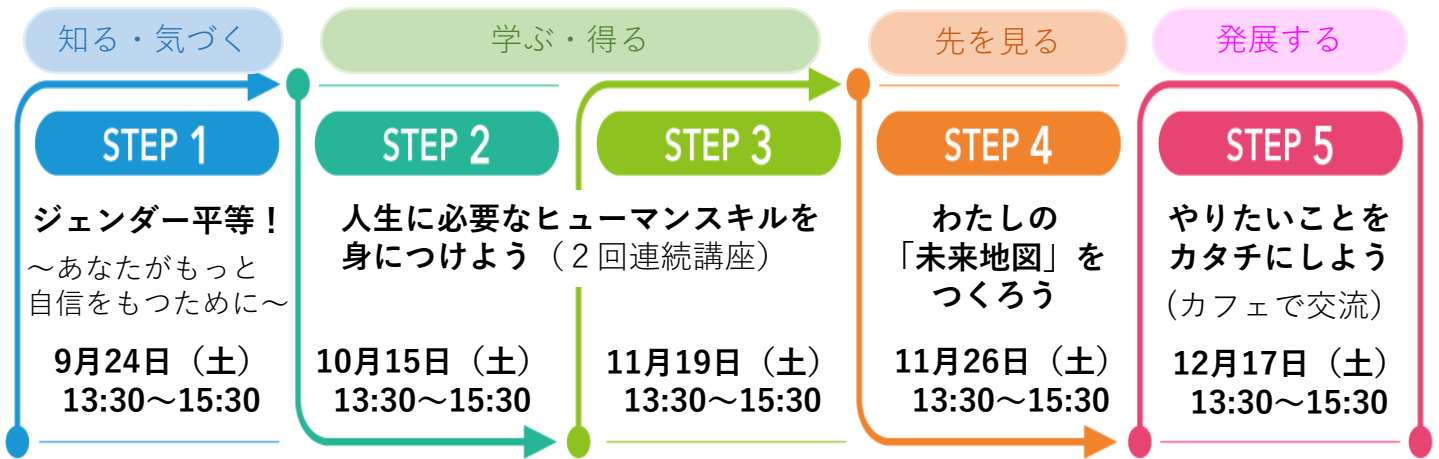 知る・気づく
学ぶ・得る
先を見る
発展する
STEP 1
STEP 2
STEP 3
STEP 4
STEP 5
ジェンダー平等！
～あなたがもっと
自信をもつために～
9月24日（土）
13:30～15:30
人生に必要なヒューマンスキルを
身につけよう（２回連続講座）
10月15日（土）
13:30～15:30
11月19日（土）
13:30～15:30
わたしの
「未来地図」を
つくろう
11月26日（土）
13:30～15:30
やりたいことを
カタチにしよう
(カフェで交流）
12月17日（土）
13:30～15:30